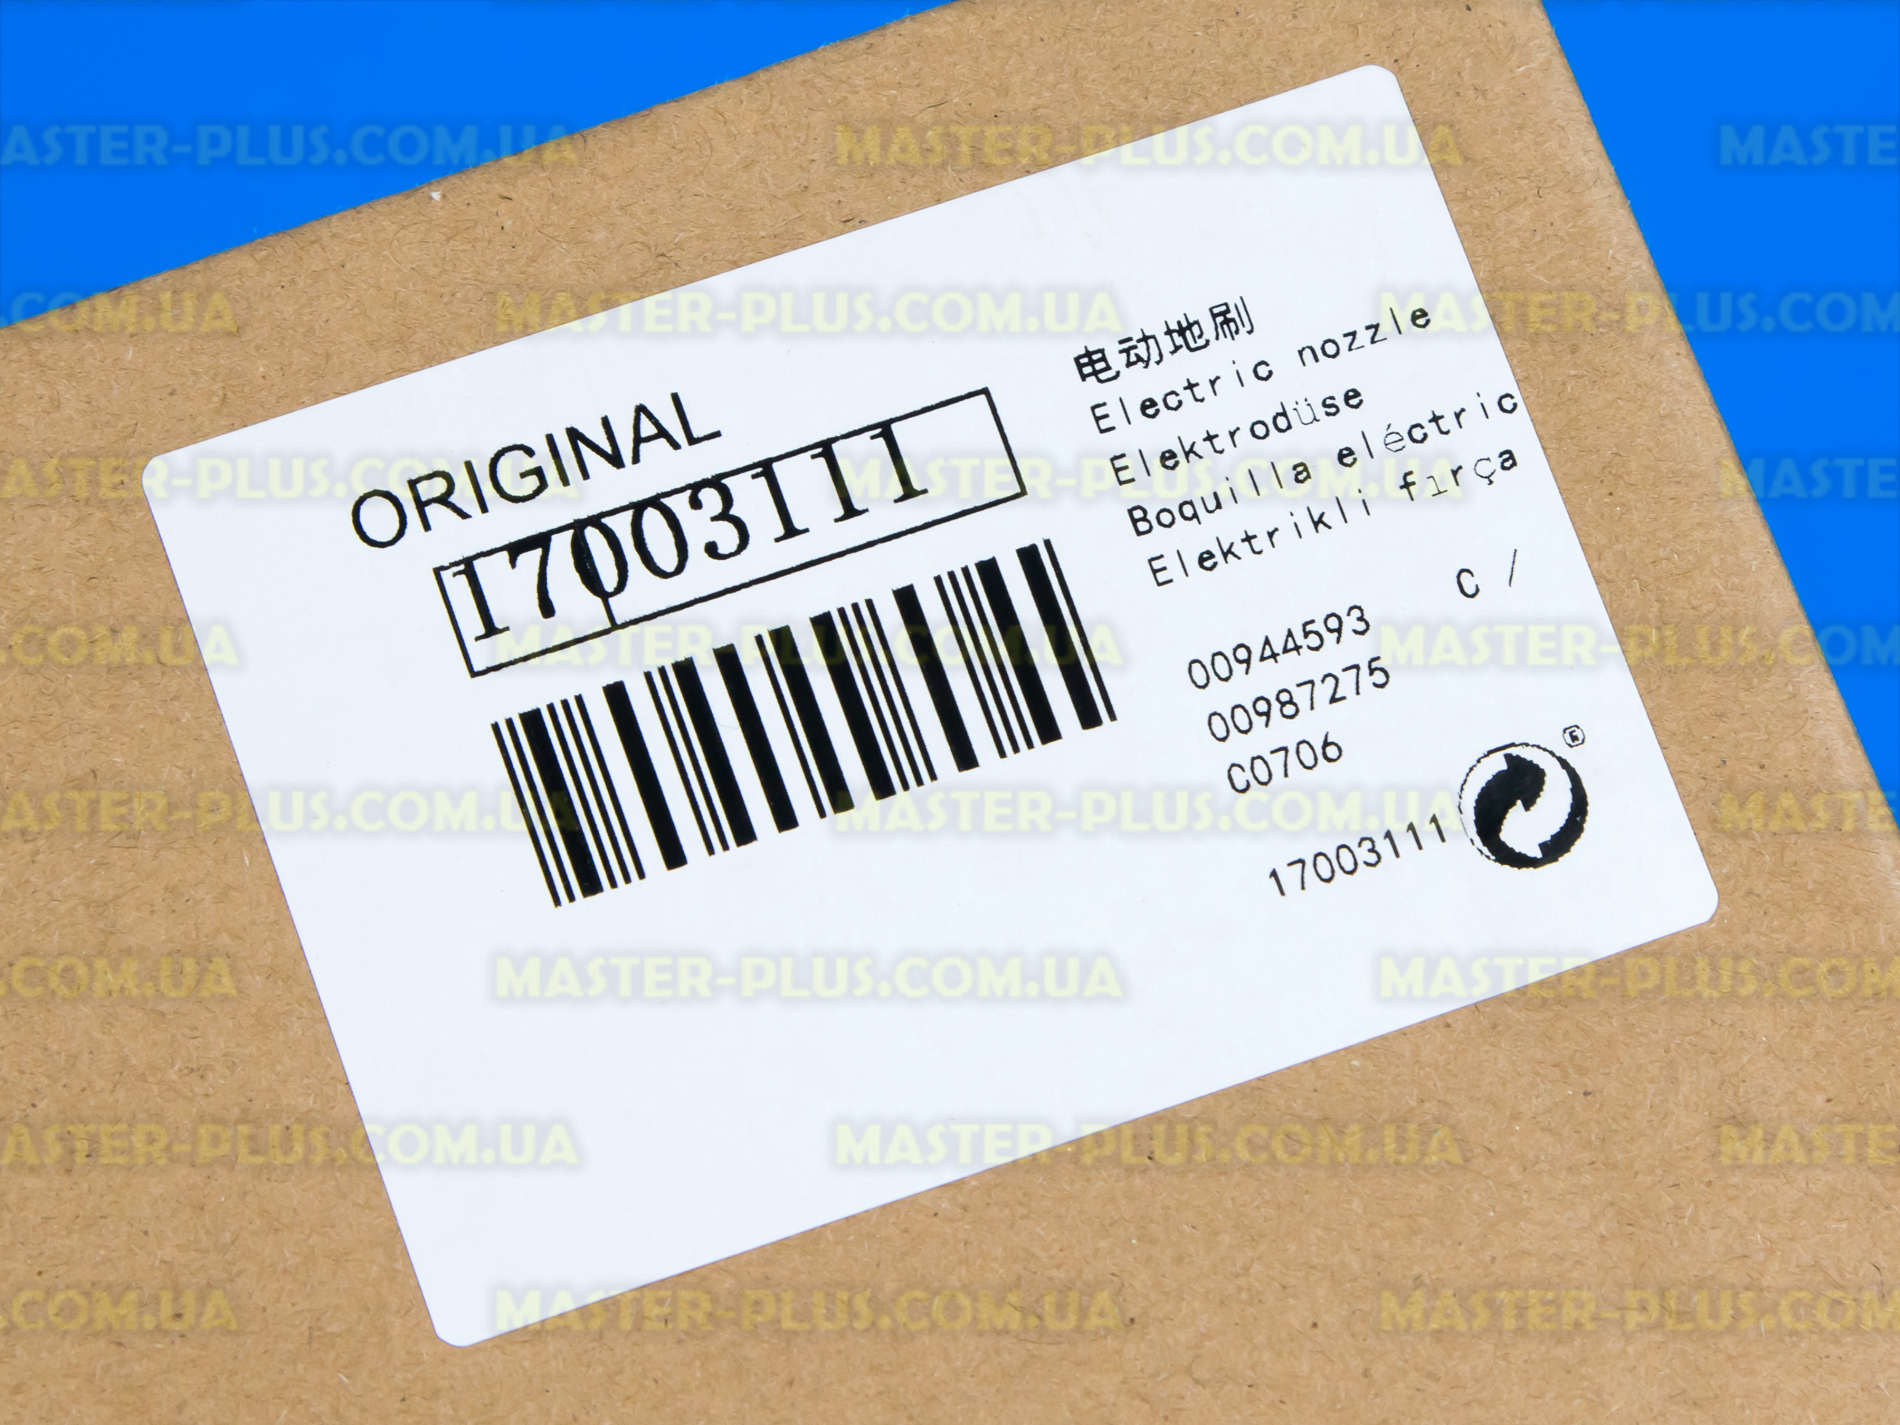 ORIGINAL
17003111
电动地刷
Electric nozzle
Elektrodüse
Boquilla eléctric
Elektrikli fırça
C /
00944593
00987275
C0706
17003111
®
MASTER-PLUS.COM.UA